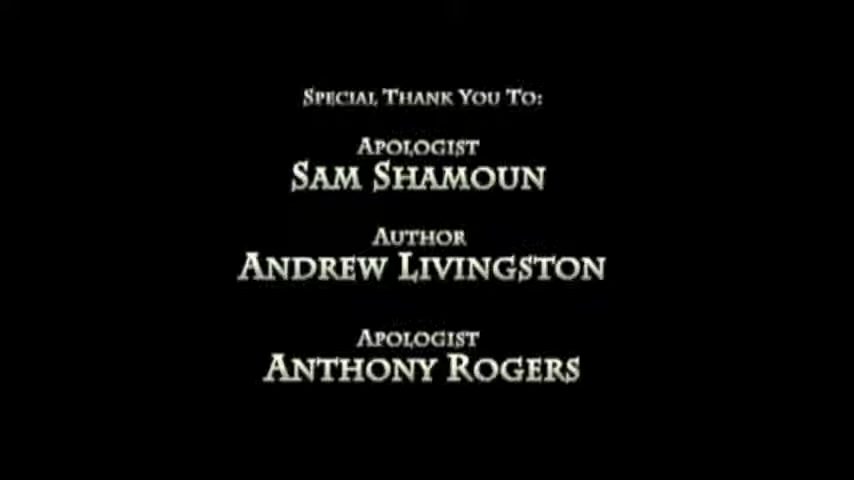 Special Thank You To:
Apologist
Sam Shamoun
Author
Andrew Livingston
Apologist
Anthony Rogers